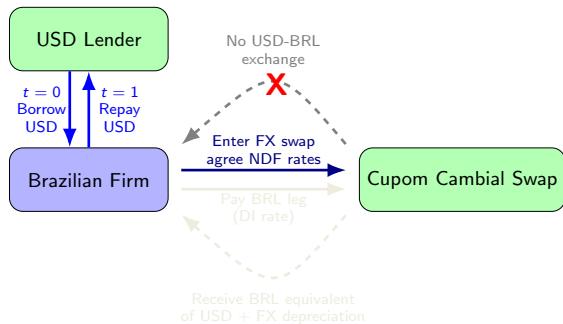 USD Lender
No USD-BRL
exchange
X
t = 0
Borrow
USD
t = 1
Repay
USD
Enter FX swap
agree NDF rates
Brazilian Firm
Cupom Cambial Swap
Pay BRL leg
(DI rate)
Receive BRL equivalent
of USD + FX depreciation